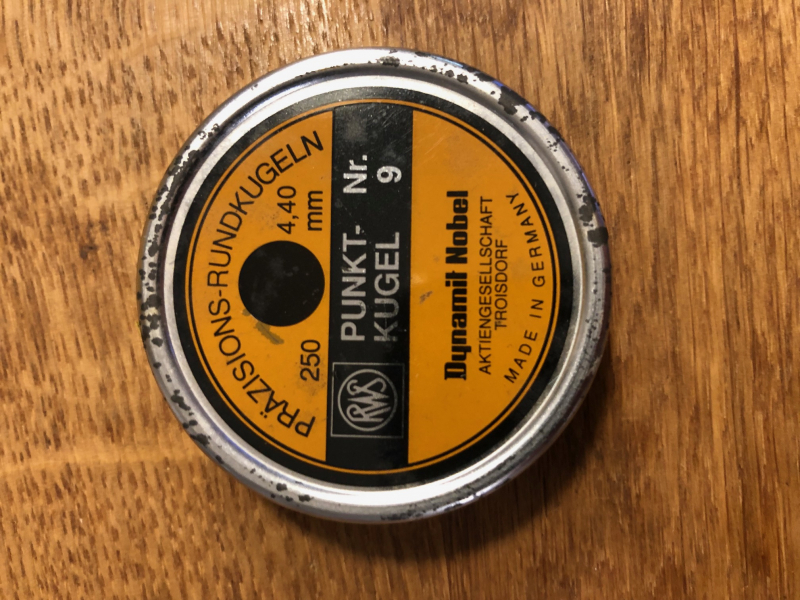 PRÄZISIONS-RUNDKUGELN
250
4,40
mm
RWS
PUNKT- Nr.
KUGEL 9
Dynamit Nobel
AKTIENGESELLSCHAFT
TROISDORF
MADE IN GERMANY